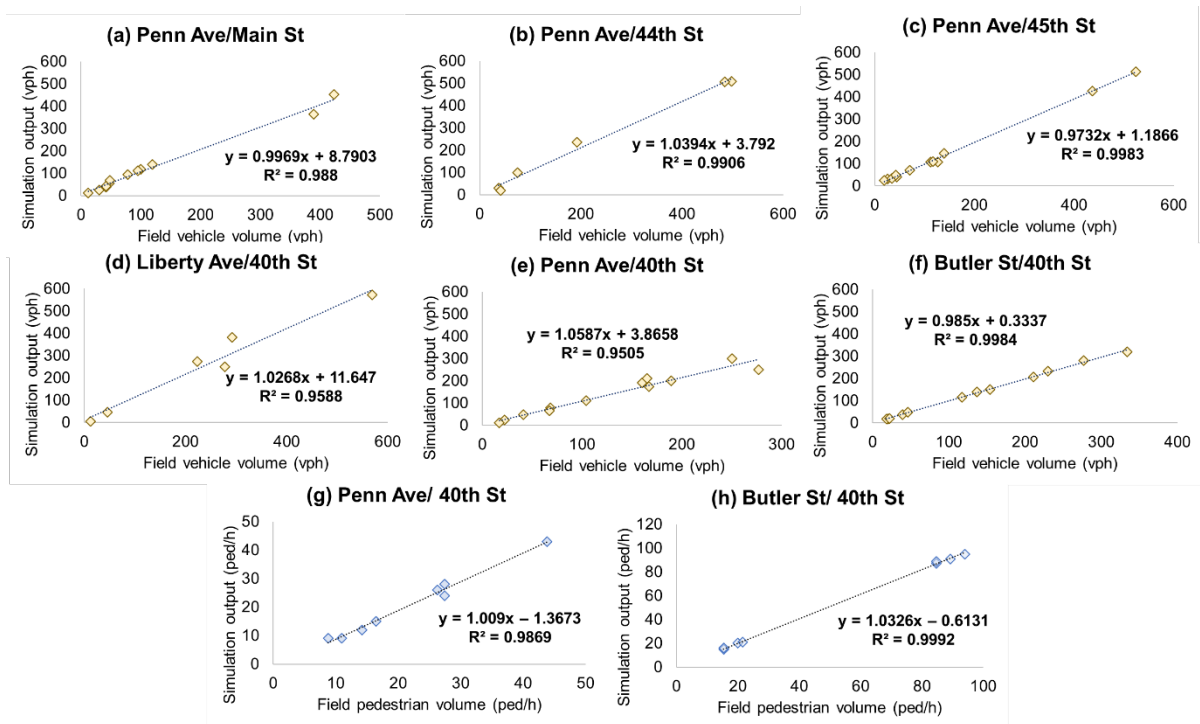 (a) Penn Ave/Main St
Simulation output (vph)
600
500
400
300
200
100
0
y = 0.9969x + 8.7903
R² = 0.988
0 100 200 300 400 500
Field vehicle volume (vph)
(b) Penn Ave/44th St
Simulation output (vph)
600
500
400
300
200
100
0
y = 1.0394x + 3.792
R² = 0.9906
0 200 400 600
Field vehicle volume (vph)
(c) Penn Ave/45th St
Simulation output (vph)
600
500
400
300
200
100
0
y = 0.9732x + 1.1866
R² = 0.9983
0 200 400 600
Field vehicle volume (vph)
(d) Liberty Ave/40th St
Simulation output (vph)
600
500
400
300
200
100
0
y = 1.0268x + 11.647
R² = 0.9588
0 200 400 600
Field vehicle volume (vph)
(e) Penn Ave/40th St
Simulation output (vph)
600
500
400
300
200
100
0
y = 1.0587x + 3.8658
R² = 0.9505
0 100 200 300
Field vehicle volume (vph)
(f) Butler St/40th St
Simulation output (vph)
600
500
400
300
200
100
0
y = 0.985x + 0.3337
R² = 0.9984
0 100 200 300 400
Field vehicle volume (vph)
(g) Penn Ave/ 40th St
Simulation output (ped/h)
50
40
30
20
10
0
y = 1.009x − 1.3673
R² = 0.9869
0 10 20 30 40 50
Field pedestrian volume (ped/h)
(h) Butler St/ 40th St
Simulation output (ped/h)
120
100
80
60
40
20
0
y = 1.0326x − 0.6131
R² = 0.9992
0 20 40 60 80 100
Field pedestrian volume (ped/h)